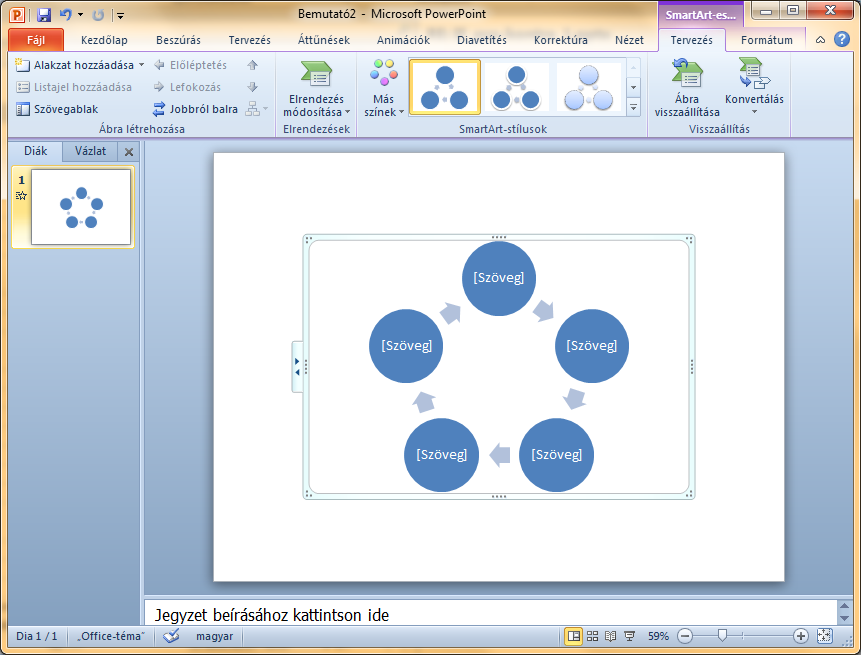 Bemutató2 - Microsoft PowerPoint
SmartArt-es...
Fájl Kezdőlap Beszúrás Tervezés Áttűnések Animációk Diavetítés Korrektúra Nézet Tervezés Formátum
Alakzat hozzáadása
Listajel hozzáadása
Szövegablak
Előléptetés
Lefokozás
Jobbról balra
Ábra létrehozása
Elrendezés
módosítása
Elrendezések
Más
színek
SmartArt-stílusok
Ábra
visszaállítása
Konvertálás
Visszaállítás
Diák Vázlat
1
[Szöveg]
[Szöveg]
[Szöveg]
[Szöveg]
[Szöveg]
Jegyzet beírásához kattintson ide
Dia 1 / 1 „Office-téma” magyar 59%